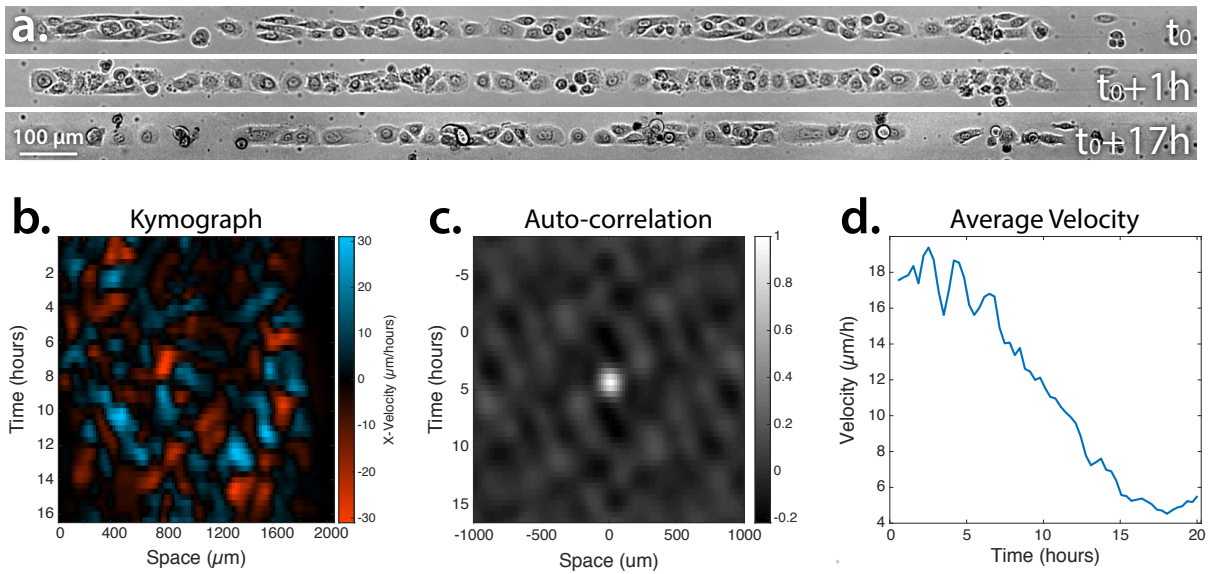 a.
t0
t0+1h
100 µm
t0+17h
b.
Kymograph
2
4
6
8
10
12
14
16
0
400
800
1200
1600
2000
Time (hours)
Space (µm)
30
20
10
0
-10
-20
-30
X-Velocity (µm/hours)
c.
Auto-correlation
-5
0
5
10
15
-1000
-500
0
500
1000
Time (hours)
Space (um)
1
0.8
0.6
0.4
0.2
0
-0.2
d.
Average Velocity
18
16
14
12
10
8
6
4
0
5
10
15
20
Velocity (µm/h)
Time (hours)